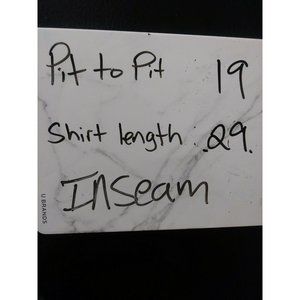 Pit to Pit 19
Shirt length 29.
Inseam
U BRANDS